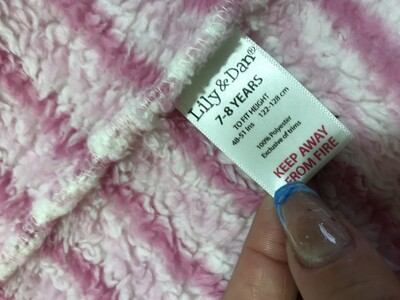 Lily & Dan®
7-8 YEARS
TO FIT HEIGHT
48-51 ins 122-128 cm
100% Polyester
Exclusive of trims
KEEP AWAY
FROM FIRE